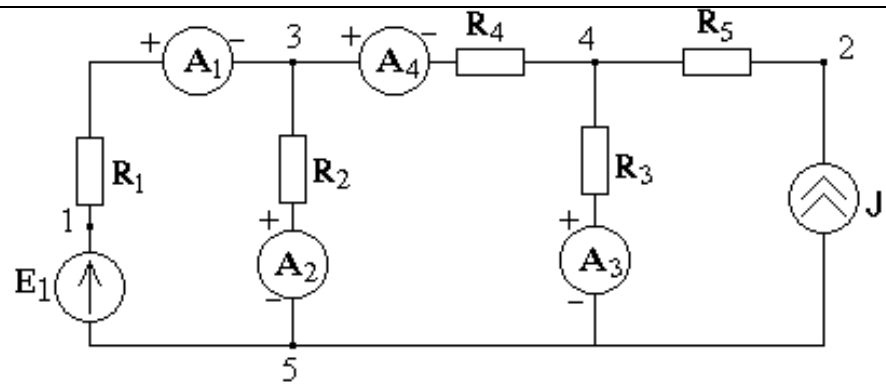 3 R4 4 R5 2
+ A1 - + A4 -
R1 R2 R3
1 + A2 - + A3 - J
E1
5